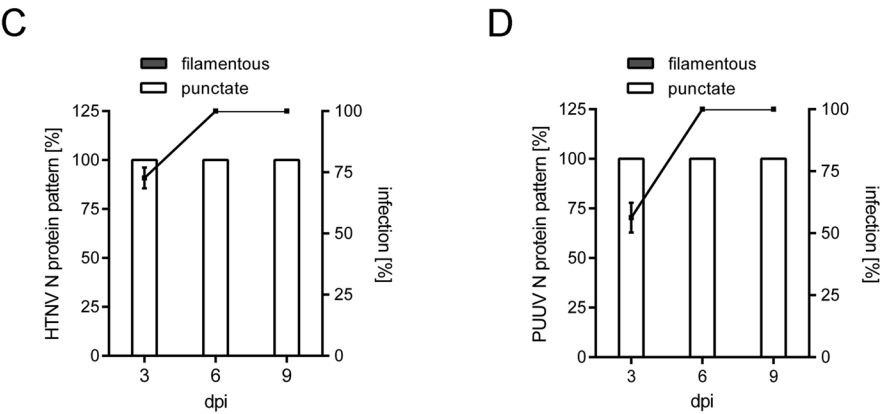 C
filamentous
punctate
HTNV N protein pattern [%]
125
100
75
50
25
0
100
75
50
25
0
infection [%]
3 6 9
dpi
D
filamentous
punctate
PUUV N protein pattern [%]
125
100
75
50
25
0
100
75
50
25
0
infection [%]
3 6 9
dpi